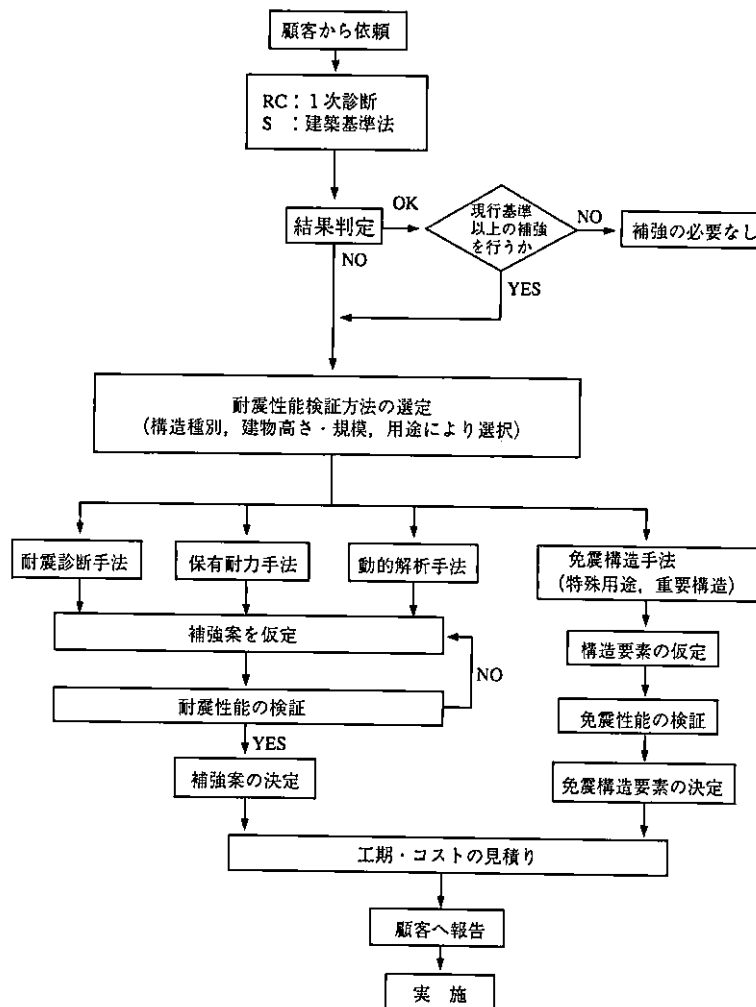 顧客から依頼
RC：1次診断
S ：建築基準法
結果判定
OK
現行基準
以上の補強
を行うか
NO
補強の必要なし
NO
YES
耐震性能検証方法の選定
（構造種別，建物高さ・規模，用途により選択）
耐震診断手法
保有耐力手法
動的解析手法
免震構造手法
（特殊用途，重要構造）
補強案を仮定
構造要素の仮定
NO
耐震性能の検証
免震性能の検証
YES
補強案の決定
免震構造要素の決定
工期・コストの見積り
顧客へ報告
実 施